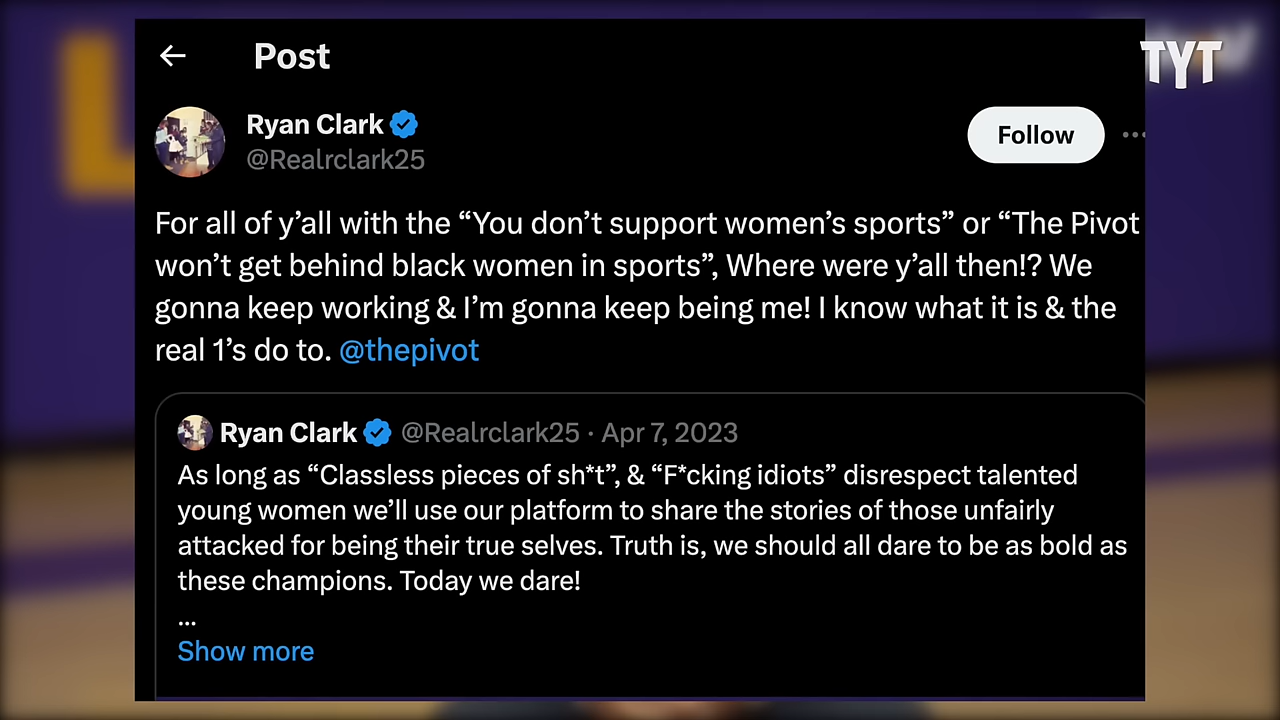 Post
TYT
Ryan Clark
@Realrclark25
Follow
For all of y’all with the “You don’t support women’s sports” or “The Pivot
won’t get behind black women in sports”, Where were y’all then!? We
gonna keep working & I’m gonna keep being me! I know what it is & the
real 1’s do to. @thepivot
Ryan Clark @Realrclark25 · Apr 7, 2023
As long as “Classless pieces of sh*t”, & “F*cking idiots” disrespect talented
young women we’ll use our platform to share the stories of those unfairly
attacked for being their true selves. Truth is, we should all dare to be as bold as
these champions. Today we dare!
...
Show more